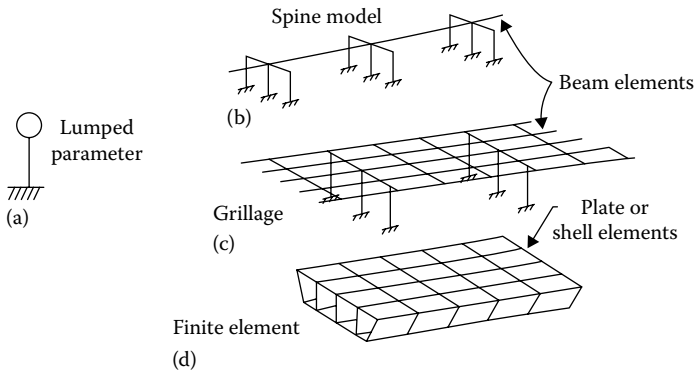 Spine model
Beam elements
(b)
Lumped
parameter
(a)
Grillage
(c)
Plate or
shell elements
Finite element
(d)